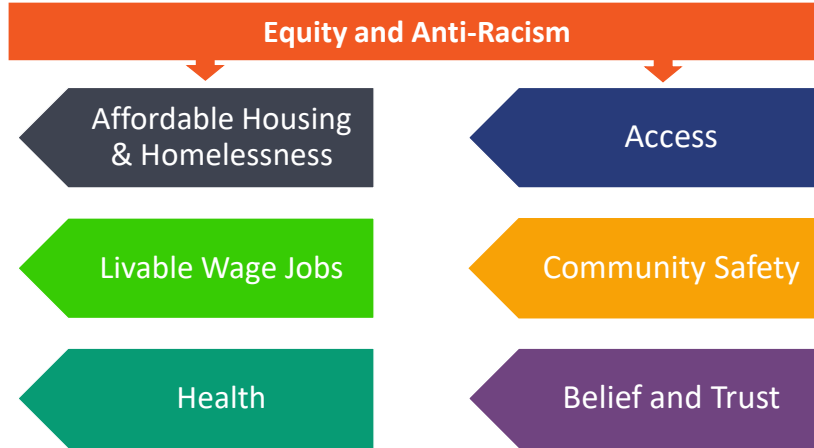 Equity and Anti-Racism
Affordable Housing
& Homelessness
Access
Livable Wage Jobs
Community Safety
Health
Belief and Trust